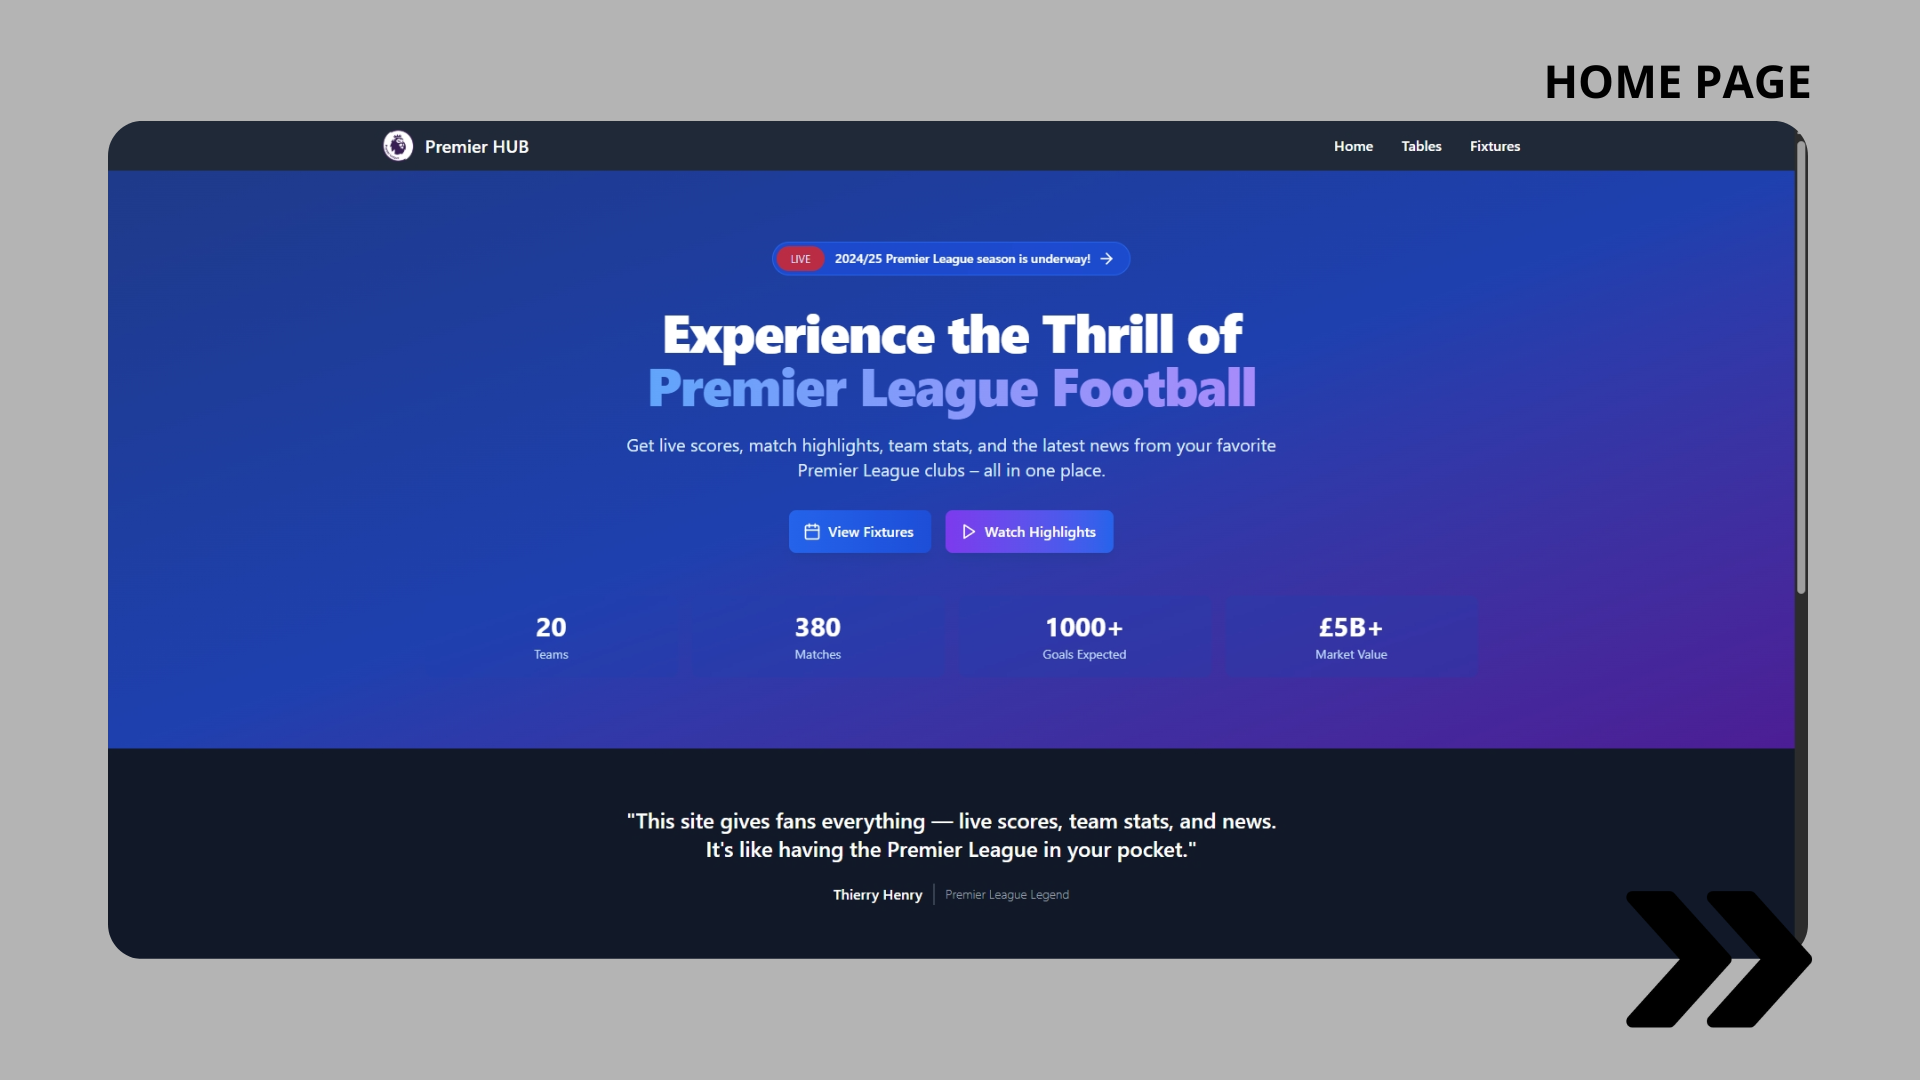 HOME PAGE
Premier HUB
Home
Tables
Fixtures
LIVE
2024/25 Premier League season is underway!
Experience the Thrill of
Premier League Football
Get live scores, match highlights, team stats, and the latest news from your favorite
Premier League clubs – all in one place.
View Fixtures
Watch Highlights
20
Teams
380
Matches
1000+
Goals Expected
£5B+
Market Value
"This site gives fans everything — live scores, team stats, and news.
It's like having the Premier League in your pocket."
Thierry Henry
Premier League Legend